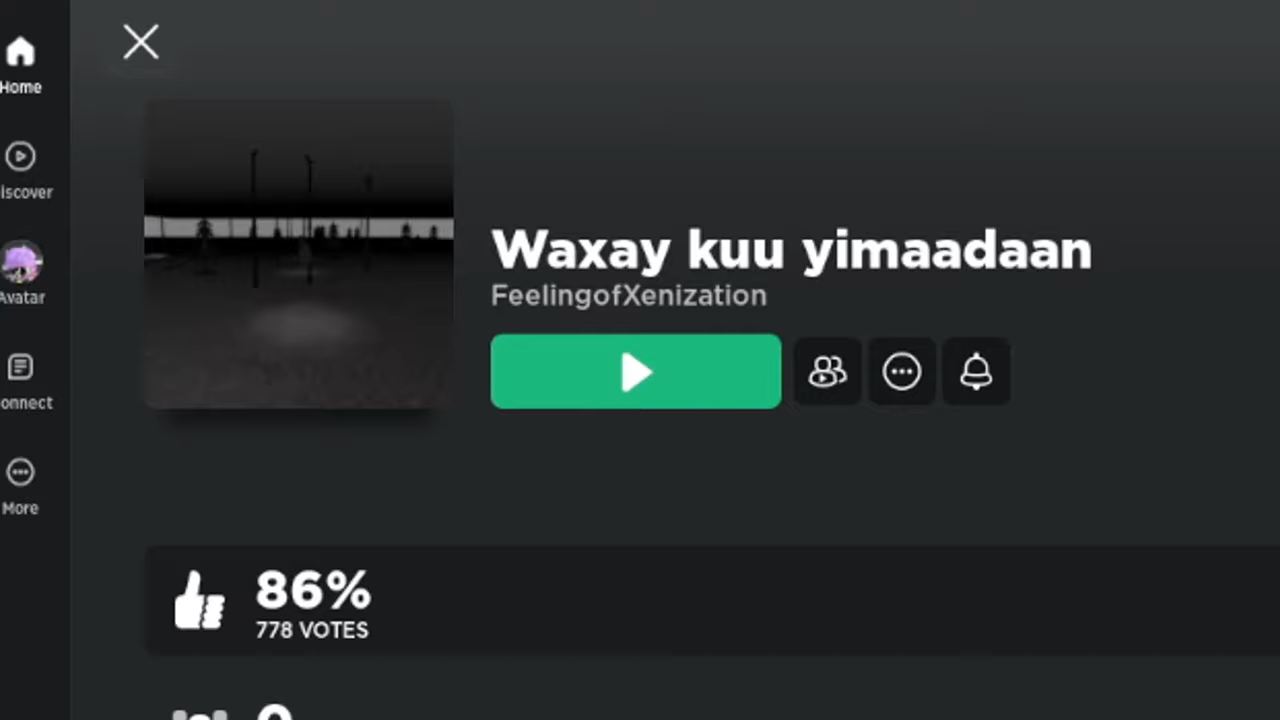 Home
iscover
Avatar
onnect
More
Waxay kuu yimaadaan
FeelingofXenization
86%
778 VOTES